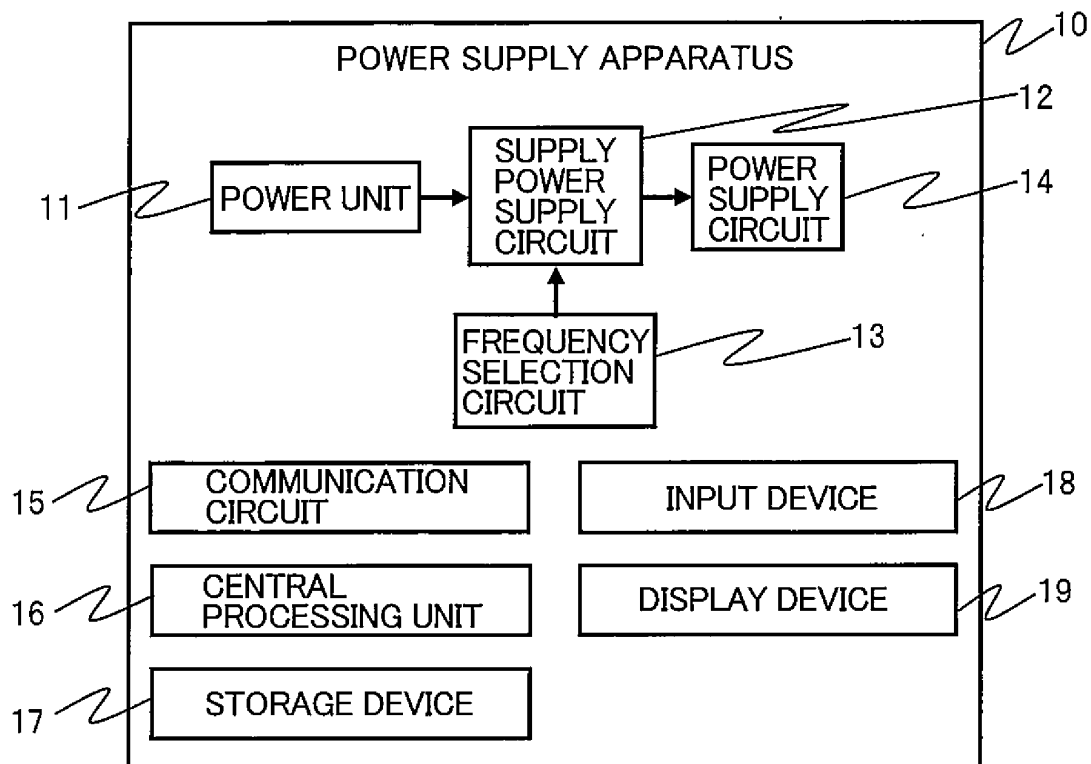 10
POWER SUPPLY APPARATUS
12
SUPPLY
POWER
SUPPLY
CIRCUIT
POWER
SUPPLY
CIRCUIT
14
11
POWER UNIT
13
FREQUENCY
SELECTION
CIRCUIT
15
COMMUNICATION
CIRCUIT
INPUT DEVICE
18
16
CENTRAL
PROCESSING UNIT
DISPLAY DEVICE
19
17
STORAGE DEVICE